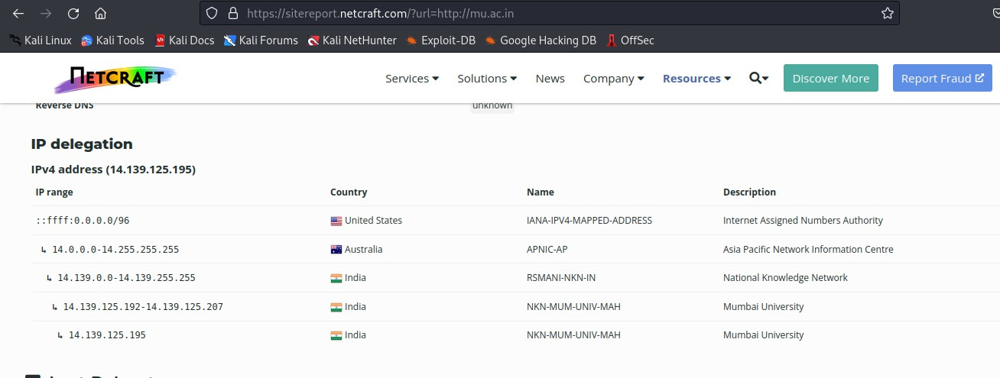 https://sitereport.netcraft.com/?url=http://mu.ac.in
Kali Linux Kali Tools Kali Docs Kali Forums Kali NetHunter Exploit-DB Google Hacking DB OffSec
NETCRAFT Services Solutions News Company Resources Discover More Report Fraud
Reverse DNS unknown
IP delegation
IPv4 address (14.139.125.195)
IP range Country Name Description
::ffff:0.0.0.0/96 United States IANA-IPV4-MAPPED-ADDRESS Internet Assigned Numbers Authority
↳ 14.0.0.0-14.255.255.255 Australia APNIC-AP Asia Pacific Network Information Centre
↳ 14.139.0.0-14.139.255.255 India RSMANI-NKN-IN National Knowledge Network
↳ 14.139.125.192-14.139.125.207 India NKN-MUM-UNIV-MAH Mumbai University
↳ 14.139.125.195 India NKN-MUM-UNIV-MAH Mumbai University